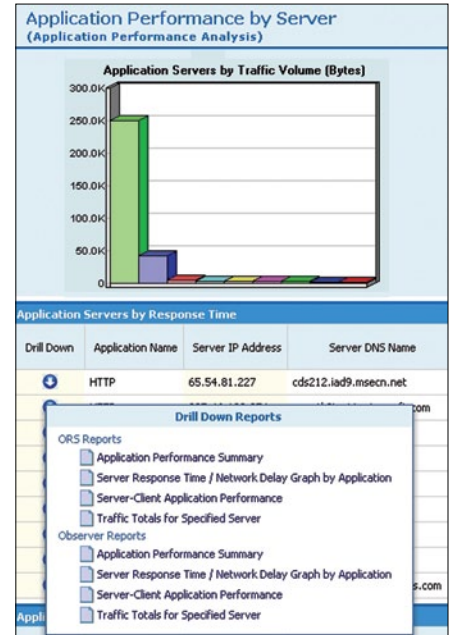 Application Performance by Server
(Application Performance Analysis)
Application Servers by Traffic Volume (Bytes)
300.0K
250.0K
200.0K
150.0K
100.0K
50.0K
0
Application Servers by Response Time
Drill Down Application Name Server IP Address Server DNS Name
HTTP 65.54.81.227 cds212.iad9.msecn.net
.com
Drill Down Reports
ORS Reports
Application Performance Summary
Server Response Time / Network Delay Graph by Application
Server-Client Application Performance
Traffic Totals for Specified Server
Observer Reports
Application Performance Summary
Server Response Time / Network Delay Graph by Application
Server-Client Application Performance
Traffic Totals for Specified Server
s.com
Appli